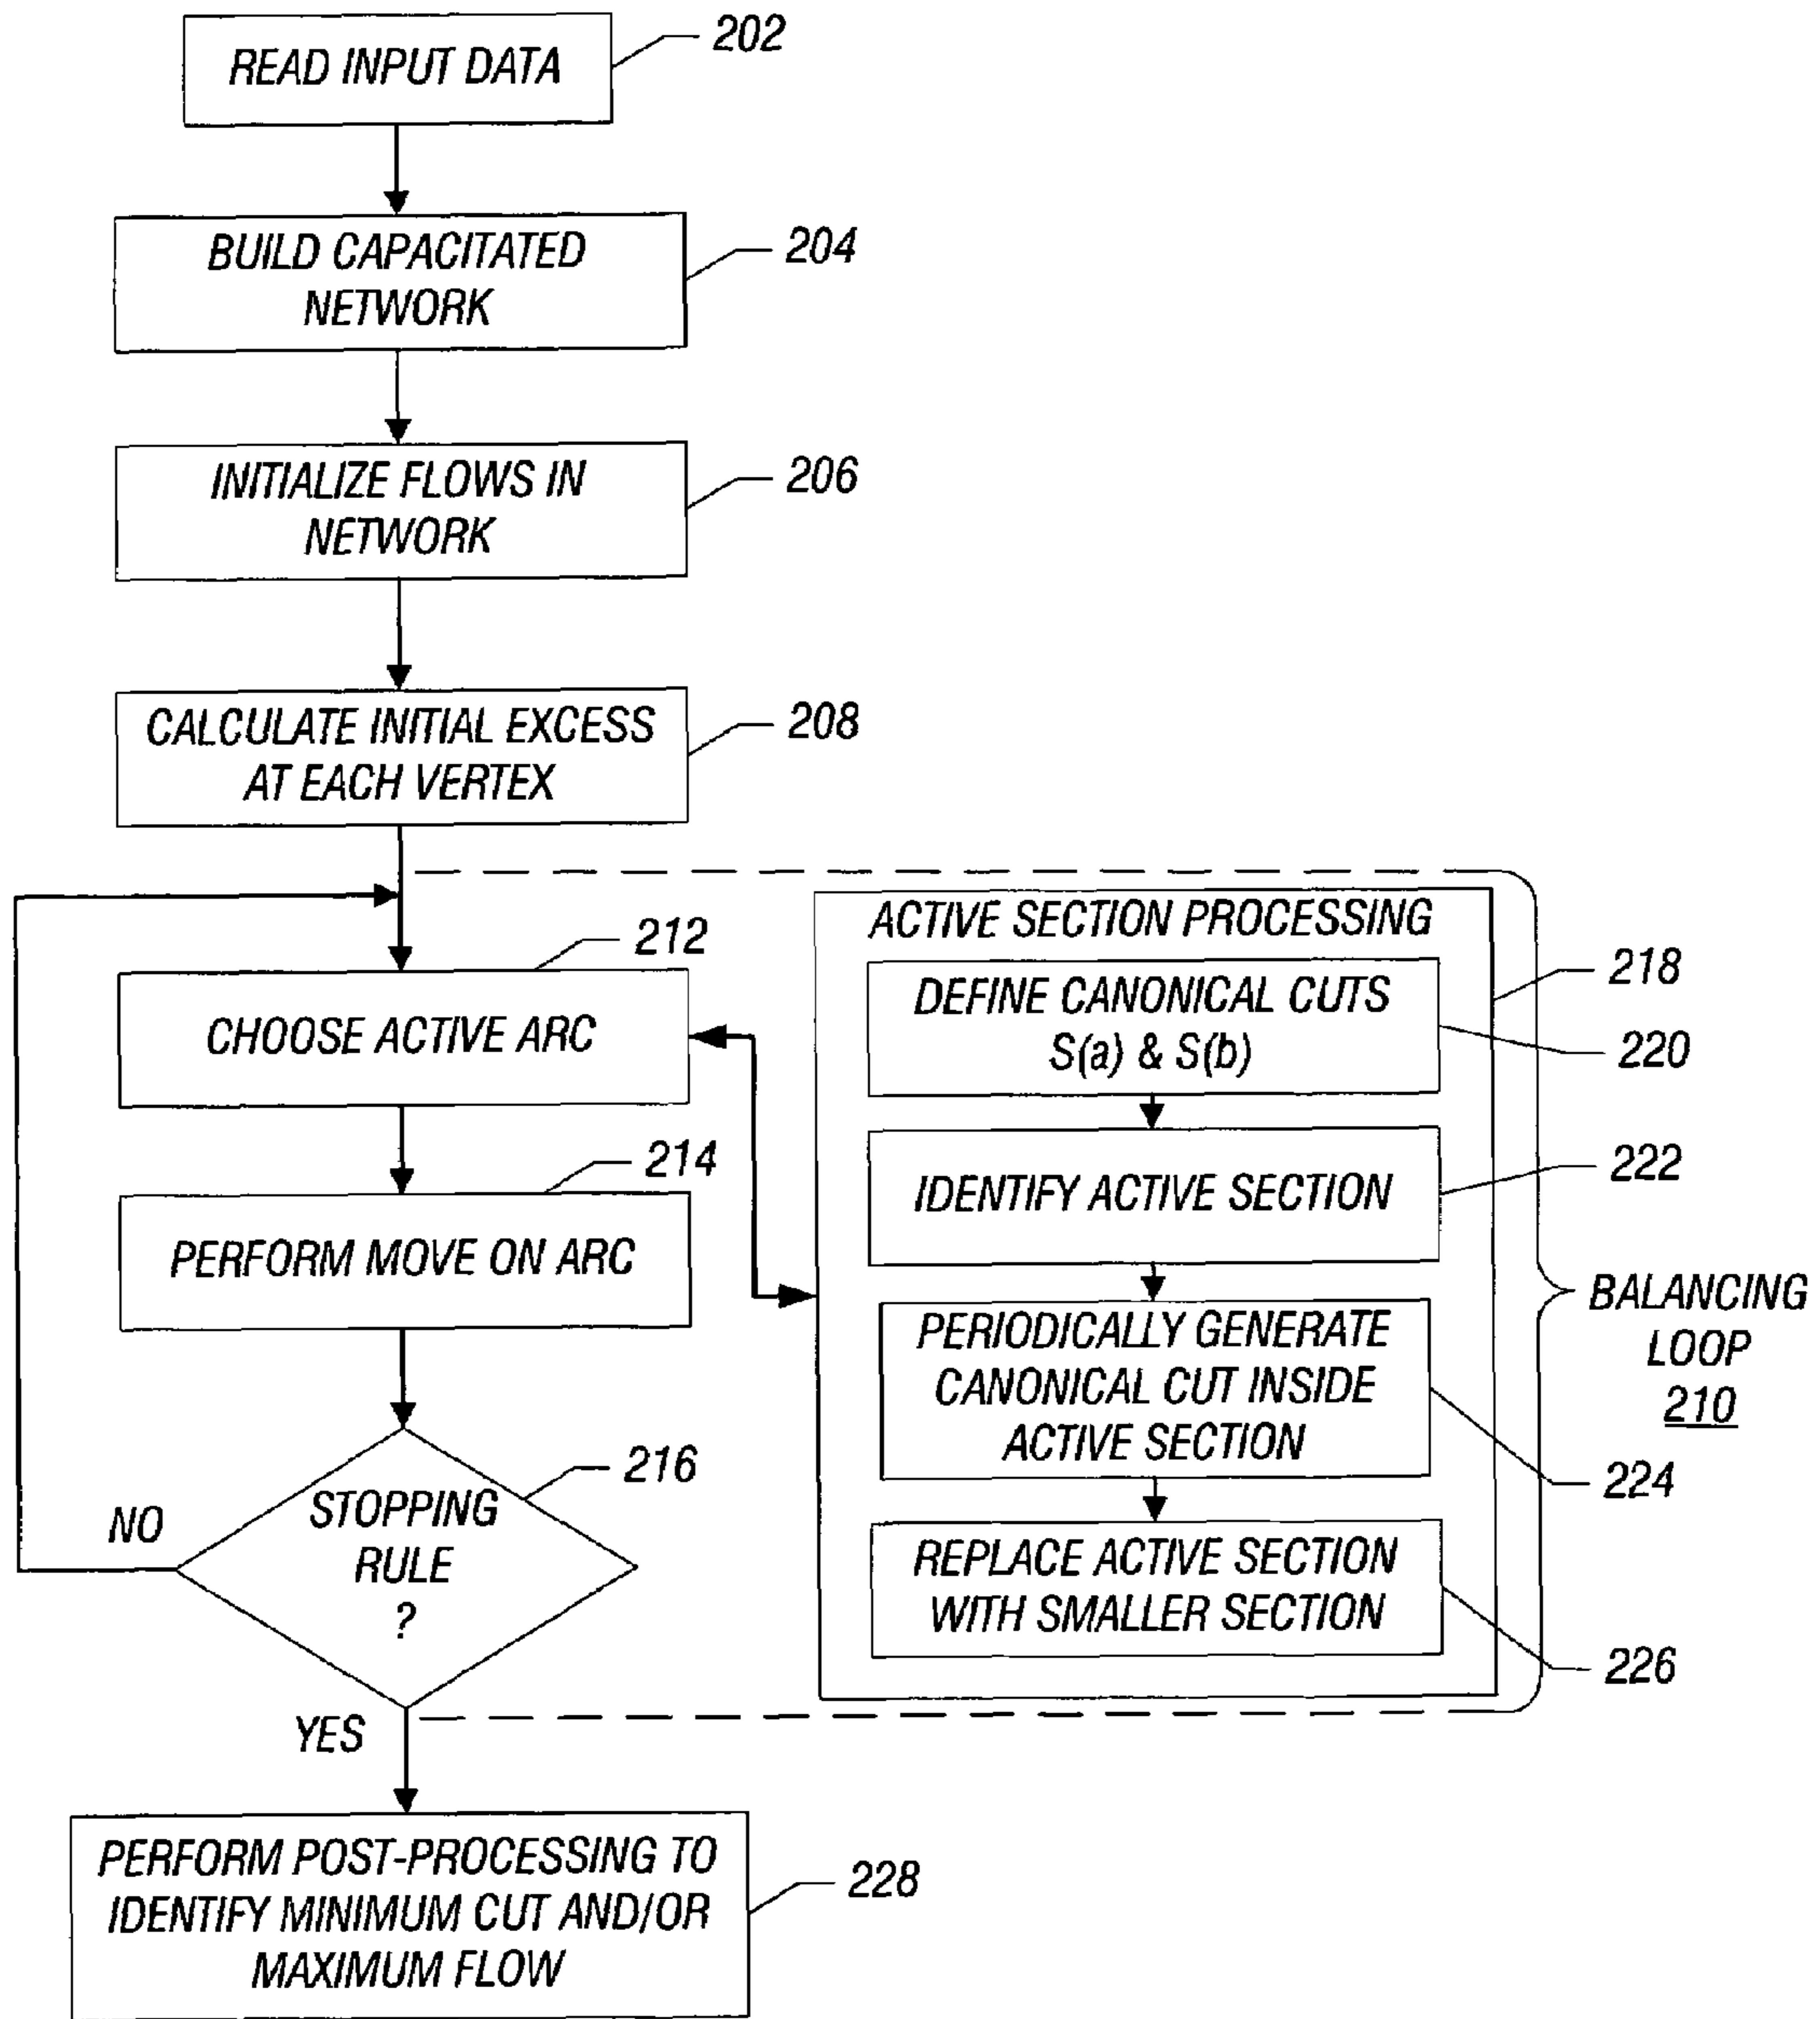 READ INPUT DATA
202
BUILD CAPACITATED
NETWORK
204
INITIALIZE FLOWS IN
NETWORK
206
CALCULATE INITIAL EXCESS
AT EACH VERTEX
208
212
CHOOSE ACTIVE ARC
214
PERFORM MOVE ON ARC
216
STOPPING
RULE
?
NO
YES
ACTIVE SECTION PROCESSING
218
DEFINE CANONICAL CUTS
S(a) & S(b)
220
IDENTIFY ACTIVE SECTION
222
PERIODICALLY GENERATE
CANONICAL CUT INSIDE
ACTIVE SECTION
224
REPLACE ACTIVE SECTION
WITH SMALLER SECTION
226
BALANCING
LOOP
210
PERFORM POST-PROCESSING TO
IDENTIFY MINIMUM CUT AND/OR
MAXIMUM FLOW
228